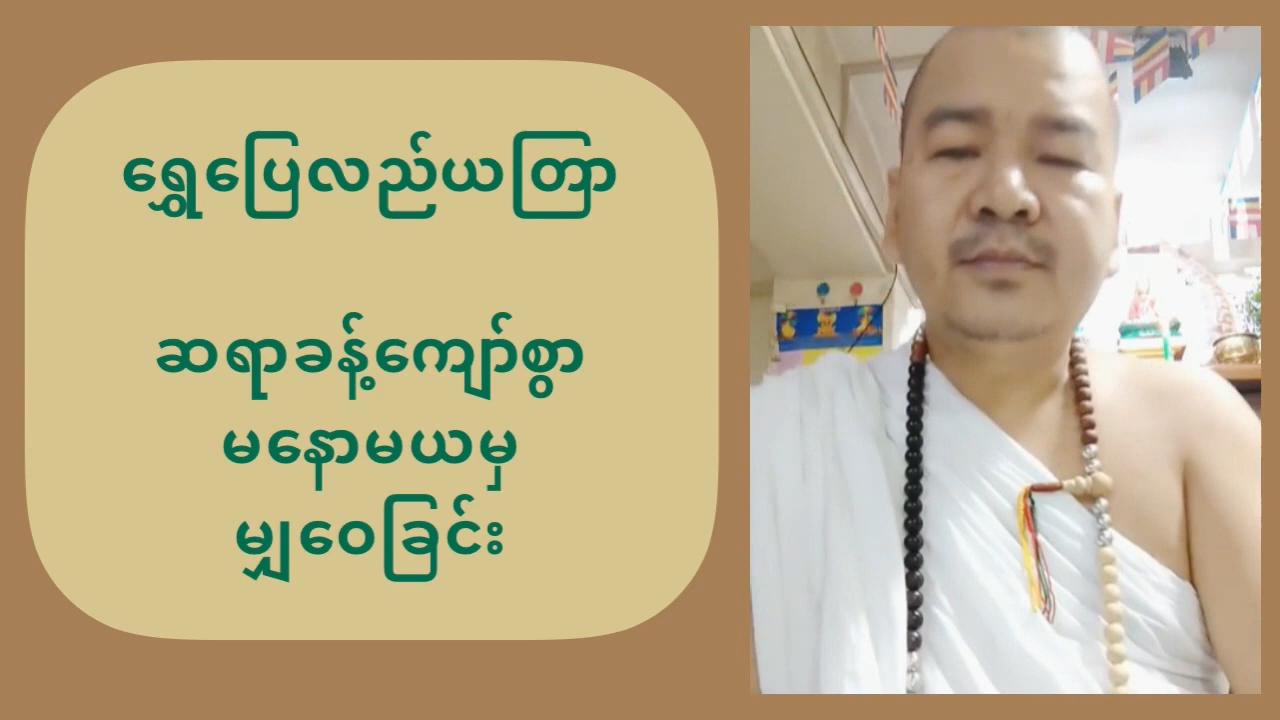 ရွှေပြေလည်ယတြာ
ဆရာခန့်ကျော်စွာ
မနောမယမှ
မျှဝေခြင်း